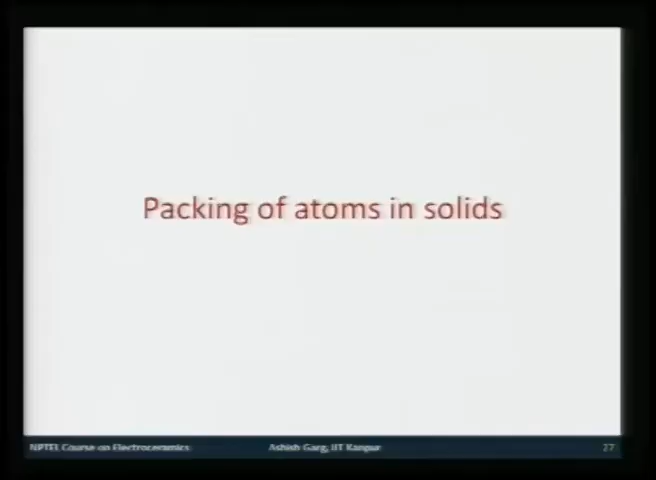 Packing of atoms in solids
NPTEL Course on Electroceramics
Ashish Garg, IIT Kanpur
27